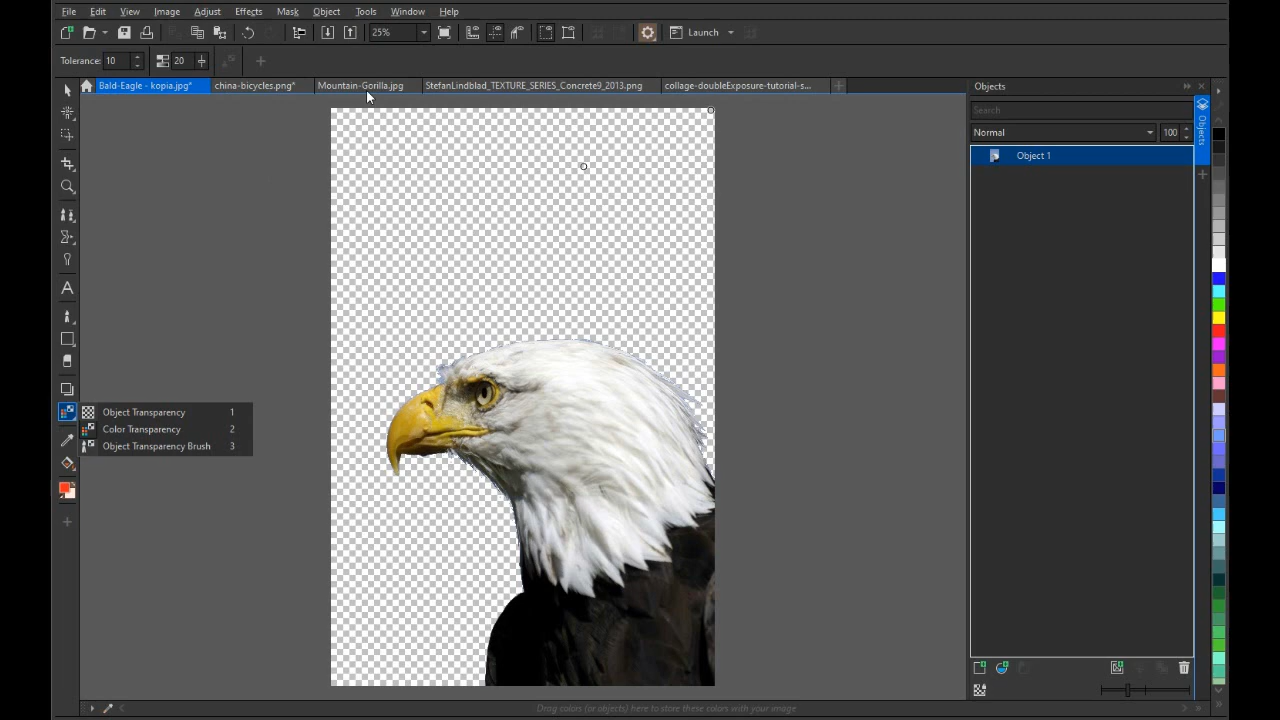 File Edit View Image Adjust Effects Mask Object Tools Window Help
25% Launch
Tolerance: 10 20
Bald-Eagle - kopia.jpg* china-bicycles.png* Mountain-Gorilla.jpg StefanLindblad_TEXTURE_SERIES_Concrete9_2013.png collage-doubleExposure-tutorial-s...
Objects
Search
Objects
Normal 100
Object 1
A
Object Transparency 1
Color Transparency 2
Object Transparency Brush 3
Drag colors (or objects) here to store these colors with your image